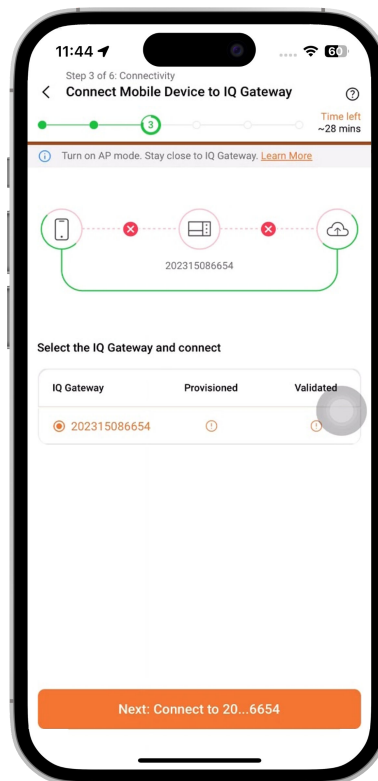 11:44
60
Step 3 of 6: Connectivity
Connect Mobile Device to IQ Gateway
?
3
Time left
~28 mins
Turn on AP mode. Stay close to IQ Gateway. Learn More
202315086654
Select the IQ Gateway and connect
IQ Gateway Provisioned Validated
202315086654
Next: Connect to 20...6654